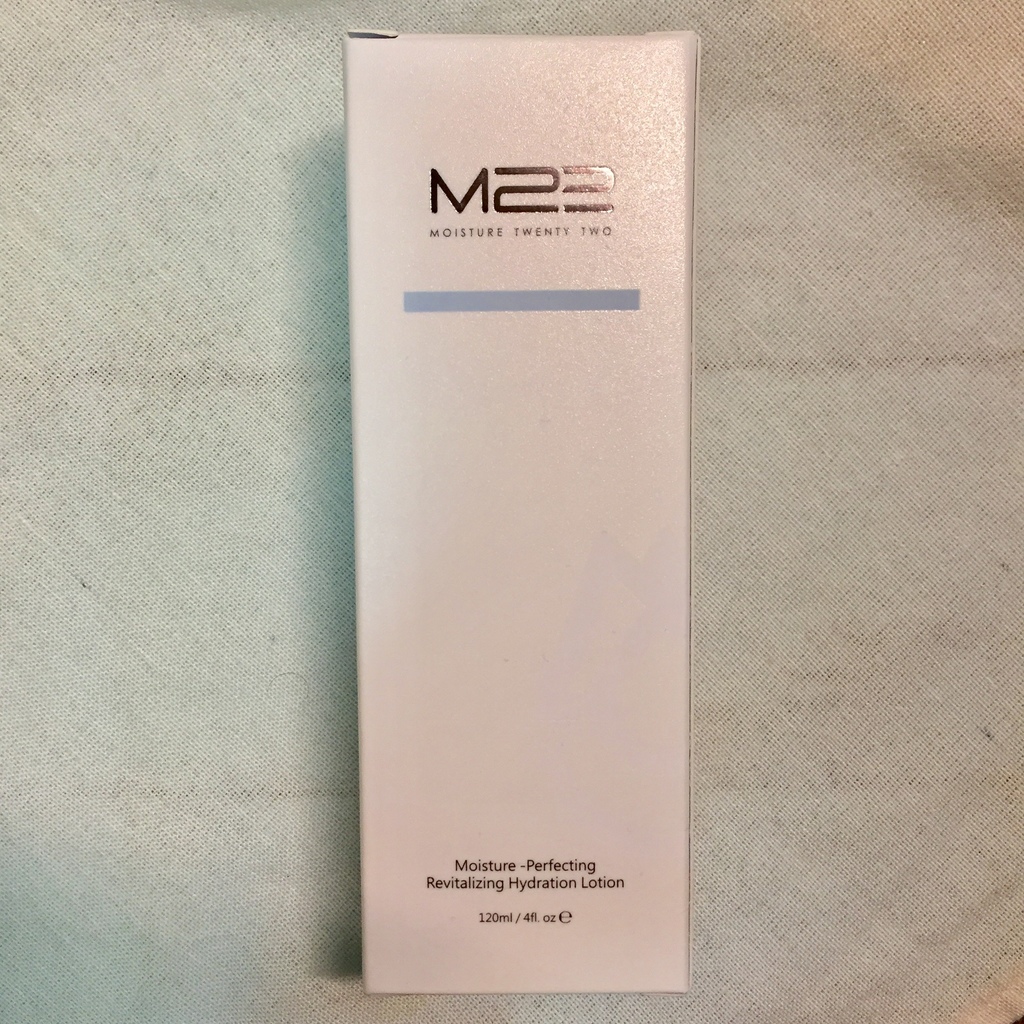 M22
MOISTURE TWENTY TWO
Moisture -Perfecting
Revitalizing Hydration Lotion
120ml / 4fl. oz ℮